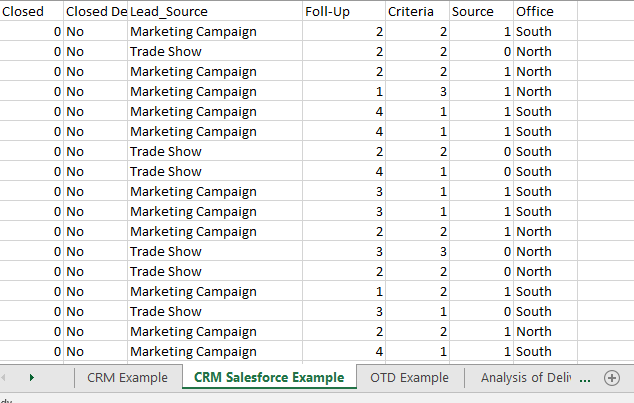 Closed Closed De Lead_Source Foll-Up Criteria Source Office
0 No Marketing Campaign 2 2 1 South
0 No Trade Show 2 2 0 North
0 No Marketing Campaign 2 2 1 North
0 No Marketing Campaign 1 3 1 North
0 No Marketing Campaign 4 1 1 South
0 No Marketing Campaign 4 1 1 South
0 No Trade Show 2 2 0 South
0 No Trade Show 4 1 0 South
0 No Marketing Campaign 3 1 1 South
0 No Marketing Campaign 3 1 1 South
0 No Marketing Campaign 2 2 1 North
0 No Trade Show 3 3 0 North
0 No Trade Show 2 2 0 North
0 No Marketing Campaign 1 2 1 South
0 No Trade Show 3 1 0 South
0 No Marketing Campaign 2 2 1 North
0 No Marketing Campaign 4 1 1 South
CRM Example CRM Salesforce Example OTD Example Analysis of Deliv ...